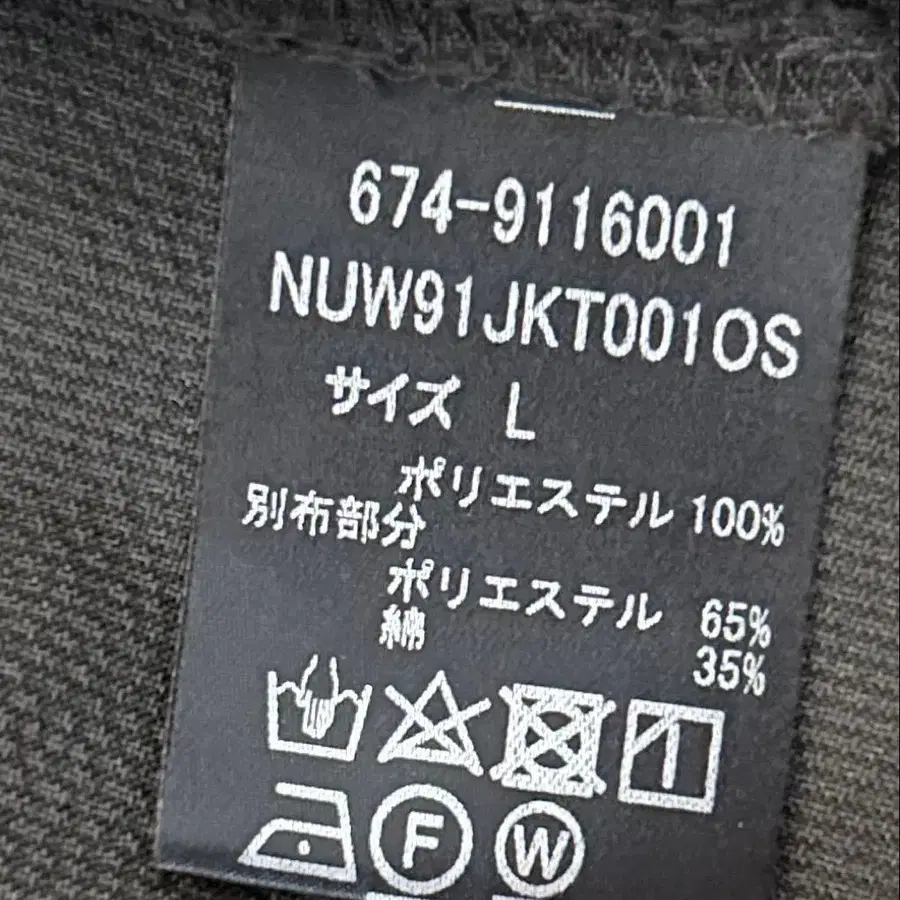 674-9116001
NUW91JKT001OS
サイズ L
ポリエステル 100%
別布部分
ポリエステル 65%
綿 35%
F W